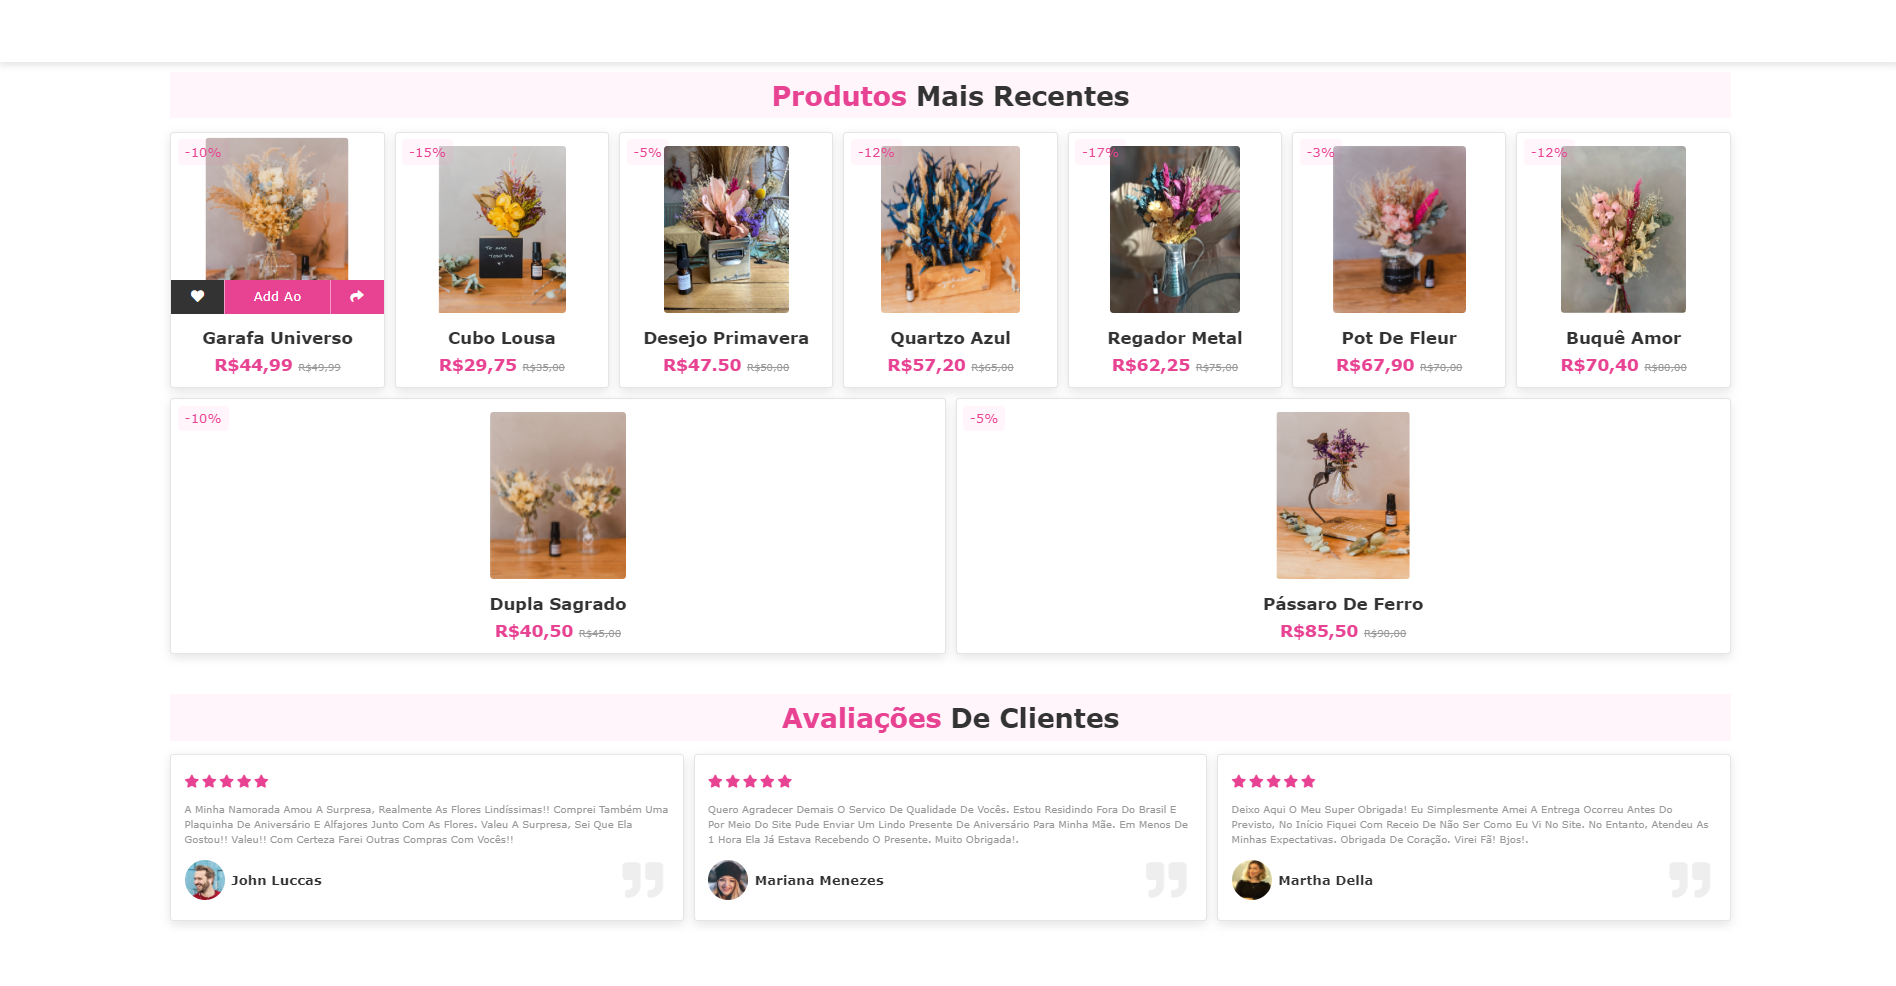 Produtos Mais Recentes
-10%
Add Ao
Garafa Universo
R$44,99 R$49,99
-15%
Te amo
Cubo Lousa
R$29,75 R$35,00
-5%
Desejo Primavera
R$47.50 R$50,00
-12%
Quartzo Azul
R$57,20 R$65,00
-17%
Regador Metal
R$62,25 R$75,00
-3%
Pot De Fleur
R$67,90 R$70,00
-12%
Buquê Amor
R$70,40 R$80,00
-10%
Dupla Sagrado
R$40,50 R$45,00
-5%
Pássaro De Ferro
R$85,50 R$90,00
Avaliações De Clientes
A Minha Namorada Amou A Surpresa, Realmente As Flores Lindíssimas!! Comprei Também Uma
Plaquinha De Aniversário E Alfajores Junto Com As Flores. Valeu A Surpresa, Sei Que Ela
Gostou!! Valeu!! Com Certeza Farei Outras Compras Com Vocês!!
John Luccas
Quero Agradecer Demais O Servico De Qualidade De Vocês. Estou Residindo Fora Do Brasil E
Por Meio Do Site Pude Enviar Um Lindo Presente De Aniversário Para Minha Mãe. Em Menos De
1 Hora Ela Já Estava Recebendo O Presente. Muito Obrigada!.
Mariana Menezes
Deixo Aqui O Meu Super Obrigada! Eu Simplesmente Amei A Entrega Ocorreu Antes Do
Previsto, No Início Fiquei Com Receio De Não Ser Como Eu Vi No Site. No Entanto, Atendeu As
Minhas Expectativas. Obrigada De Coração. Virei Fã! Bjos!.
Martha Della